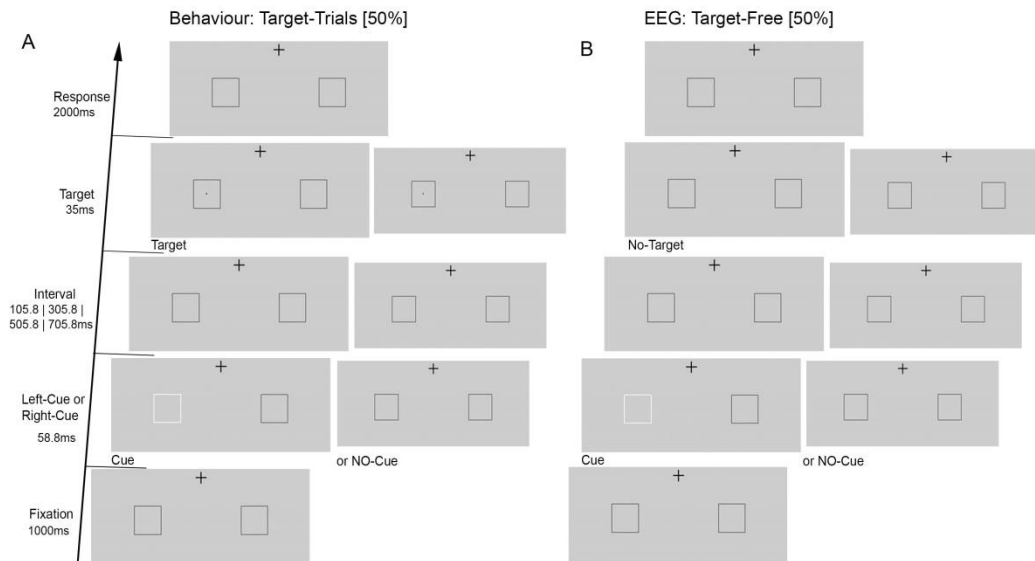 Behaviour: Target-Trials [50%]
EEG: Target-Free [50%]
A
B
Response
2000ms
Target
35ms
Target
No-Target
Interval
105.8 | 305.8 |
505.8 | 705.8ms
Left-Cue or
Right-Cue
58.8ms
Cue
or NO-Cue
Cue
or NO-Cue
Fixation
1000ms